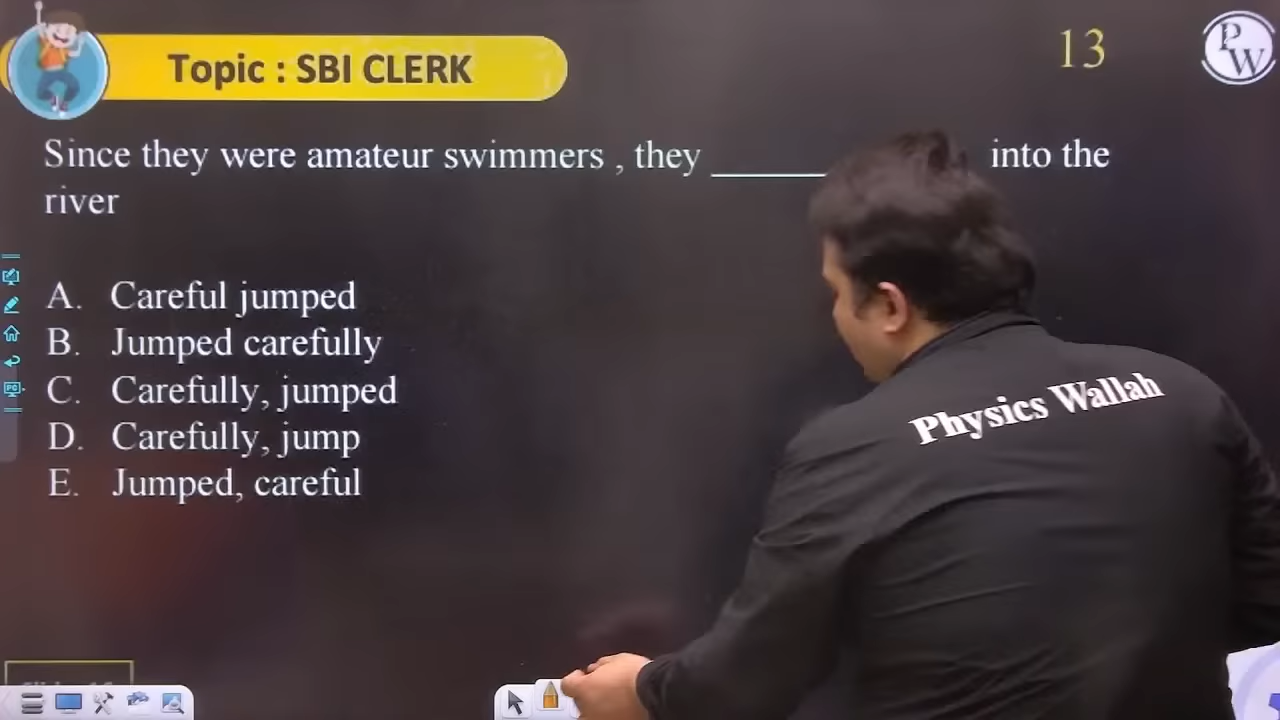 Topic : SBI CLERK
13
PW
Since they were amateur swimmers , they ______ into the
river
A. Careful jumped
B. Jumped carefully
C. Carefully, jumped
D. Carefully, jump
E. Jumped, careful
Physics Wallah